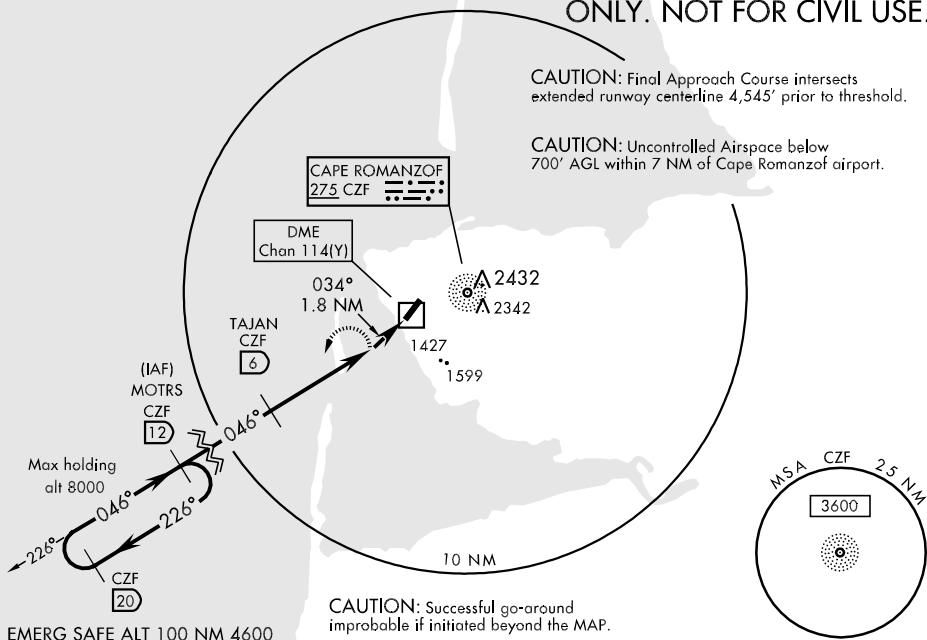 ONLY. NOT FOR CIVIL USE.
CAUTION: Final Approach Course intersects
extended runway centerline 4,545' prior to threshold.
CAUTION: Uncontrolled Airspace below
700' AGL within 7 NM of Cape Romanzof airport.
CAPE ROMANZOF
275 CZF
DME
Chan 114(Y)
034°
1.8 NM
2432
2342
1427
1599
TAJAN
CZF
6
(IAF)
MOTRS
CZF
12
046°
Max holding
alt 8000
046°
226°
226°
CZF
20
10 NM
MSA CZF 25 NM
3600
CAUTION: Successful go-around
improbable if initiated beyond the MAP.
EMERG SAFE ALT 100 NM 4600